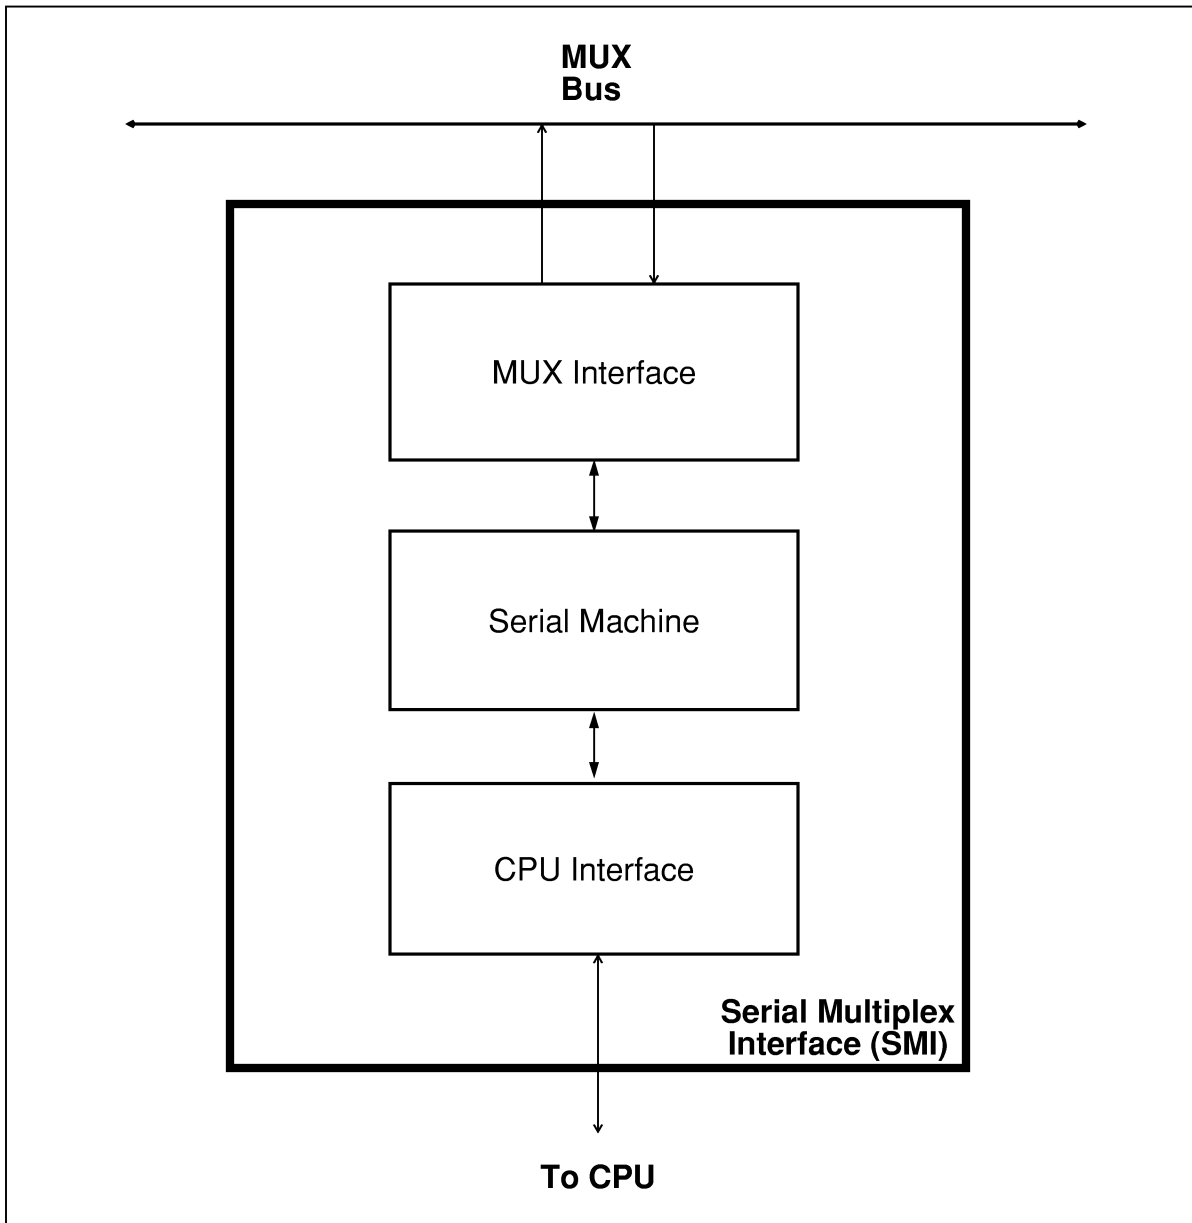 MUX
Bus
MUX Interface
Serial Machine
CPU Interface
Serial Multiplex
Interface (SMI)
To CPU